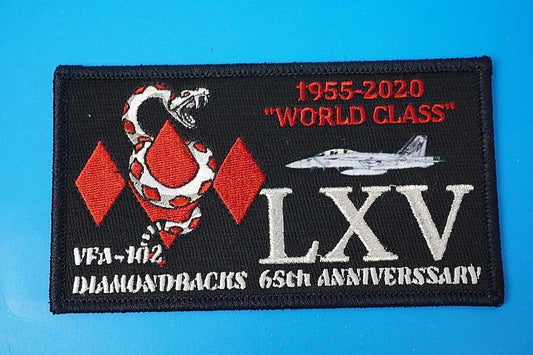 1955-2020
"WORLD CLASS"
LXV
VFA-102
DIAMONDBACKS 65th ANNIVERSSARY